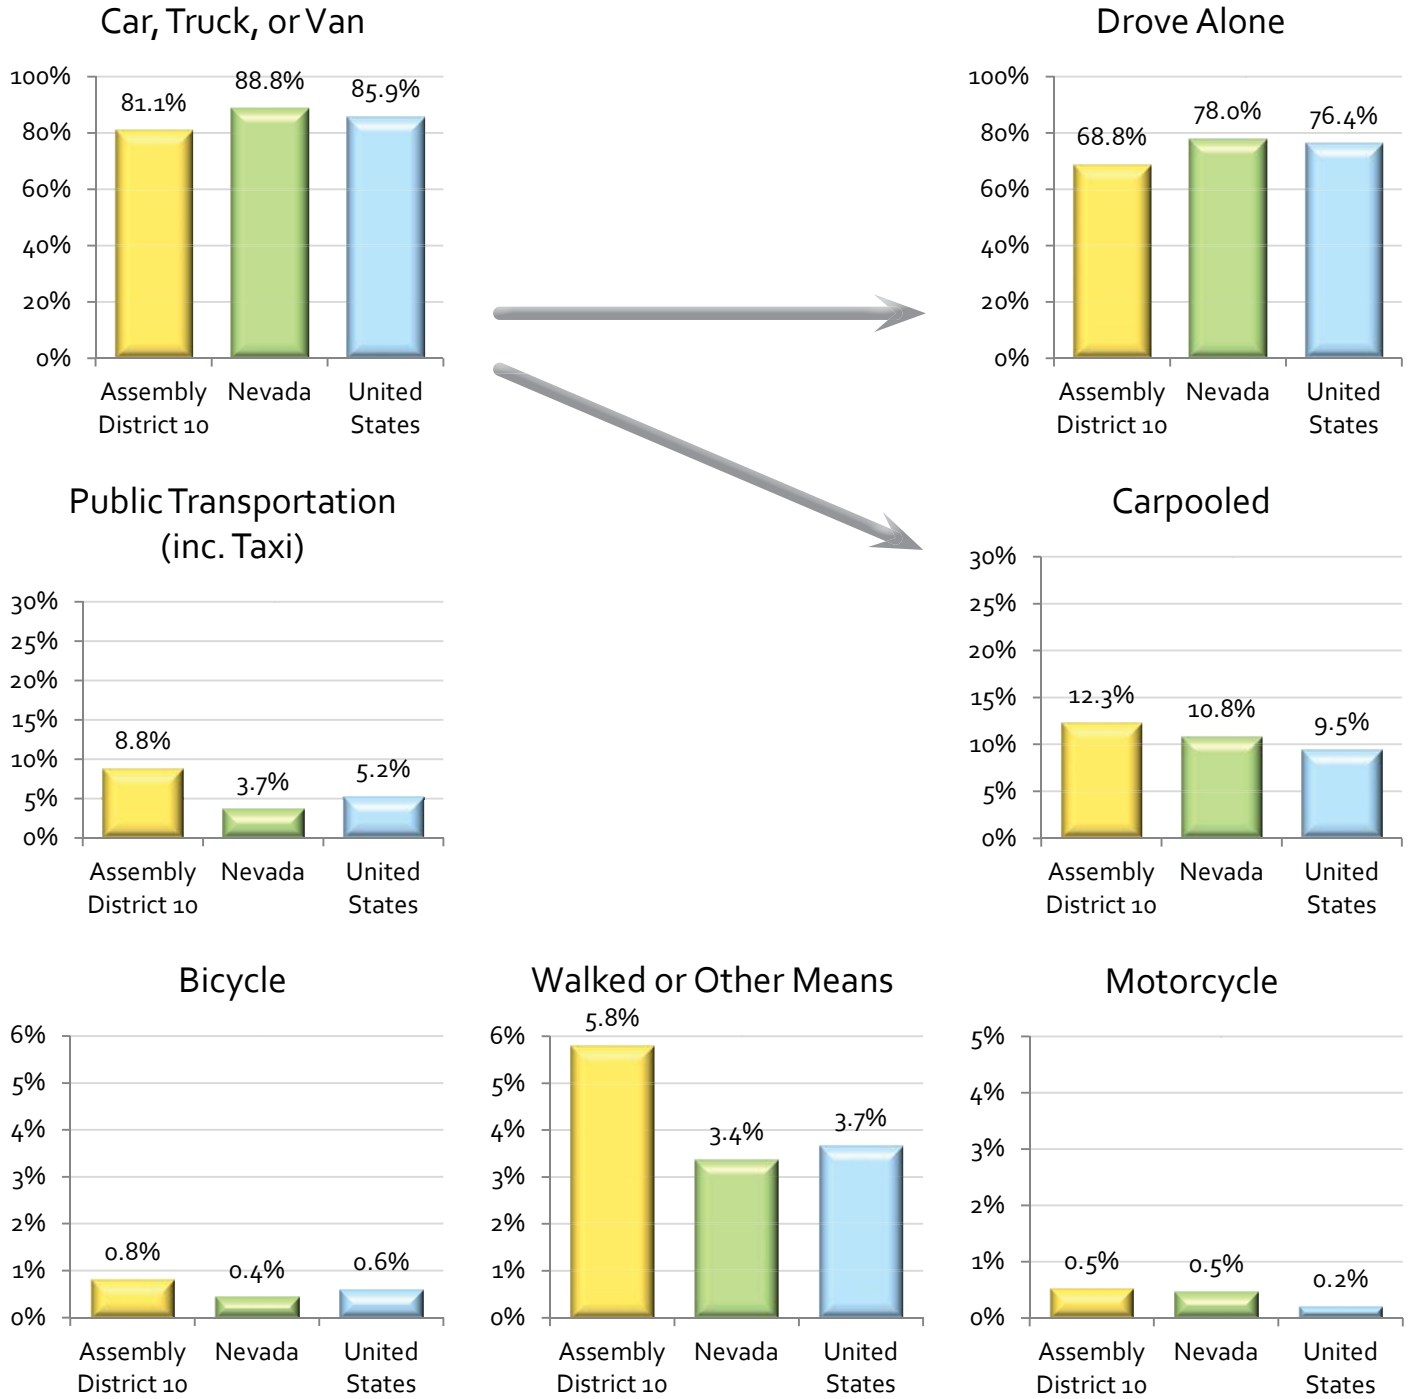 Car, Truck, or Van
100%
80%
60%
40%
20%
0%
81.1%
88.8%
85.9%
Assembly
District 10
Nevada
United
States
Drove Alone
100%
80%
60%
40%
20%
0%
68.8%
78.0%
76.4%
Assembly
District 10
Nevada
United
States
Public Transportation
(inc. Taxi)
30%
25%
20%
15%
10%
5%
0%
8.8%
3.7%
5.2%
Assembly
District 10
Nevada
United
States
Carpooled
30%
25%
20%
15%
10%
5%
0%
12.3%
10.8%
9.5%
Assembly
District 10
Nevada
United
States
Bicycle
6%
5%
4%
3%
2%
1%
0%
0.8%
0.4%
0.6%
Assembly
District 10
Nevada
United
States
Walked or Other Means
6%
5%
4%
3%
2%
1%
0%
5.8%
3.4%
3.7%
Assembly
District 10
Nevada
United
States
Motorcycle
5%
4%
3%
2%
1%
0%
0.5%
0.5%
0.2%
Assembly
District 10
Nevada
United
States